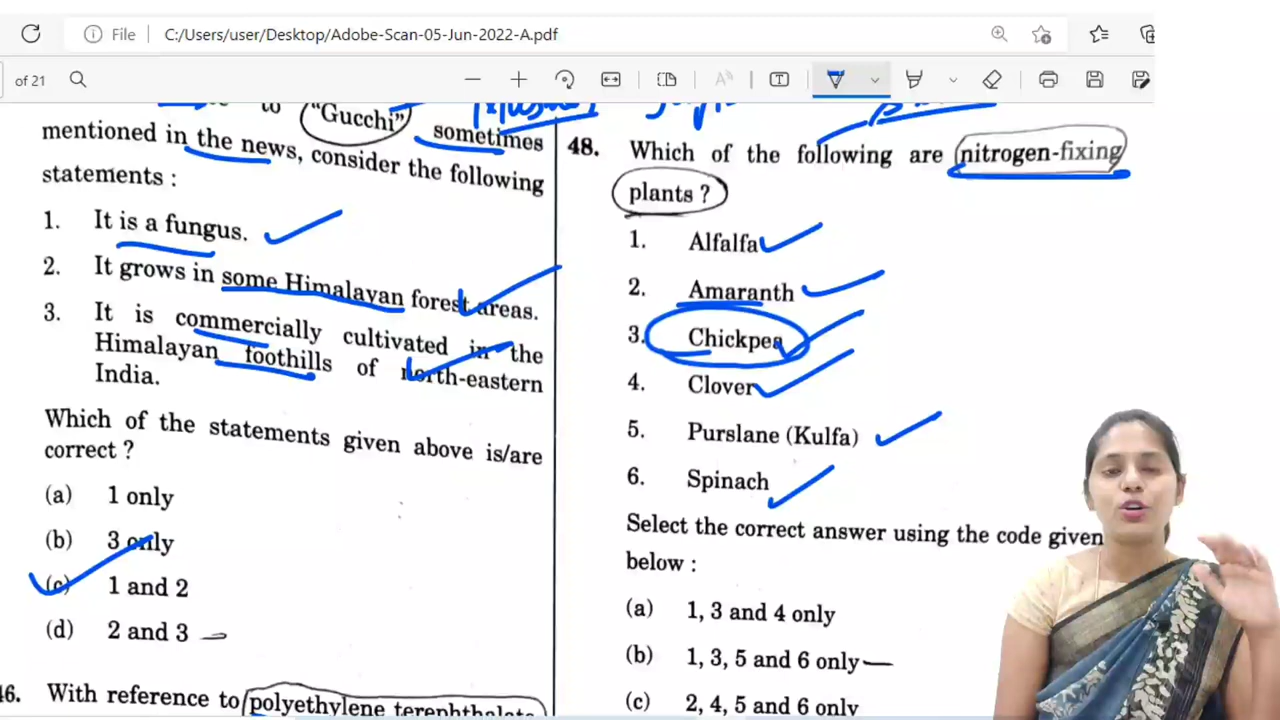 File
C:/Users/user/Desktop/Adobe-Scan-05-Jun-2022-A.pdf
of 21
to "Gucchi" sometimes
mentioned in the news, consider the following
statements :
1. It is a fungus.
2. It grows in some Himalayan forest areas.
3. It is commercially cultivated in the
Himalayan foothills of north-eastern
India.
Which of the statements given above is/are
correct ?
(a) 1 only
(b) 3 only
(c) 1 and 2
(d) 2 and 3
46. With reference to polyethylene terephthalate
48. Which of the following are nitrogen-fixing
plants ?
1. Alfalfa
2. Amaranth
3. Chickpea
4. Clover
5. Purslane (Kulfa)
6. Spinach
Select the correct answer using the code given
below :
(a) 1, 3 and 4 only
(b) 1, 3, 5 and 6 only
(c) 2, 4, 5 and 6 only